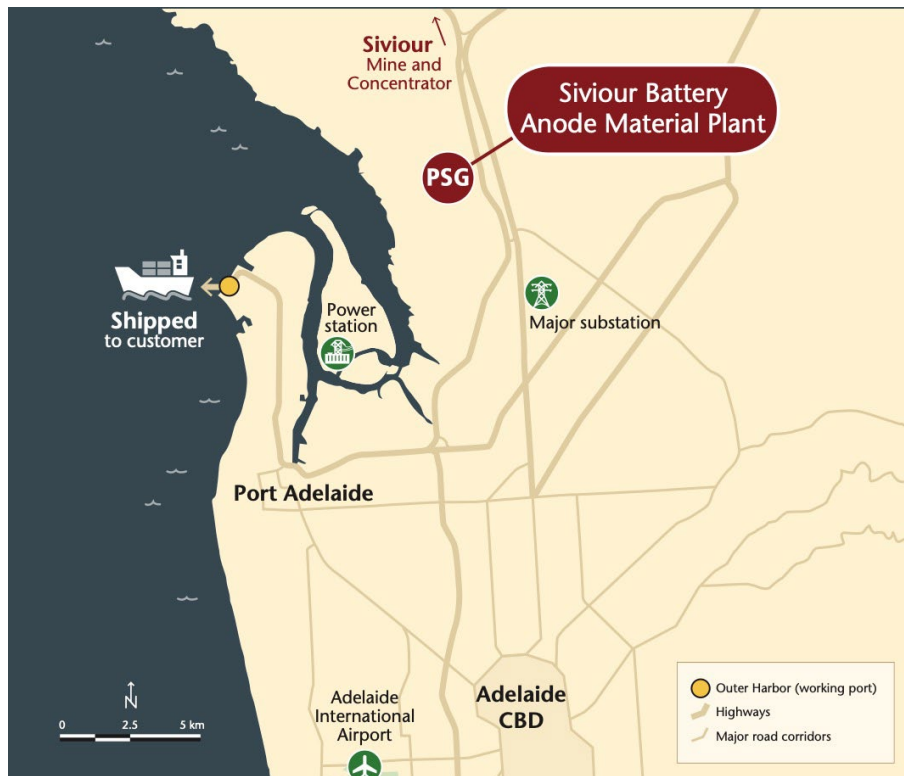 Siviour
Mine and
Concentrator
Siviour Battery
Anode Material Plant
PSG
Shipped
to customer
Power
station
Major substation
Port Adelaide
Adelaide
International
Airport
Adelaide
CBD
N
0 2.5 5 km
Outer Harbor (working port)
Highways
Major road corridors